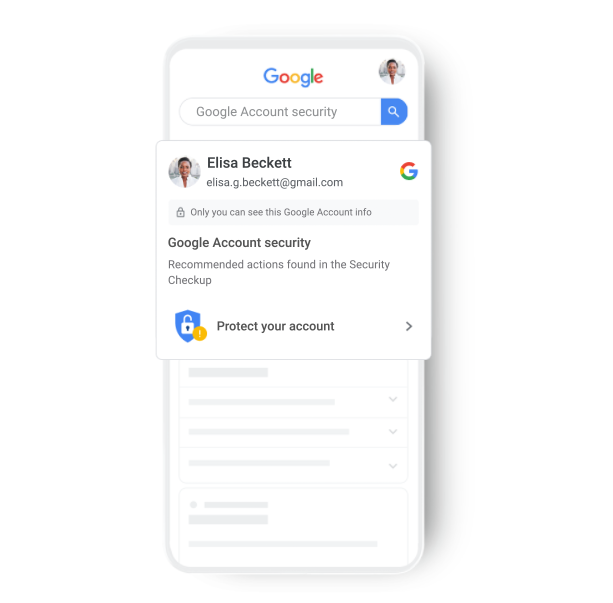 Google
Google Account security
Elisa Beckett
elisa.g.beckett@gmail.com
G
Only you can see this Google Account info
Google Account security
Recommended actions found in the Security
Checkup
!
Protect your account